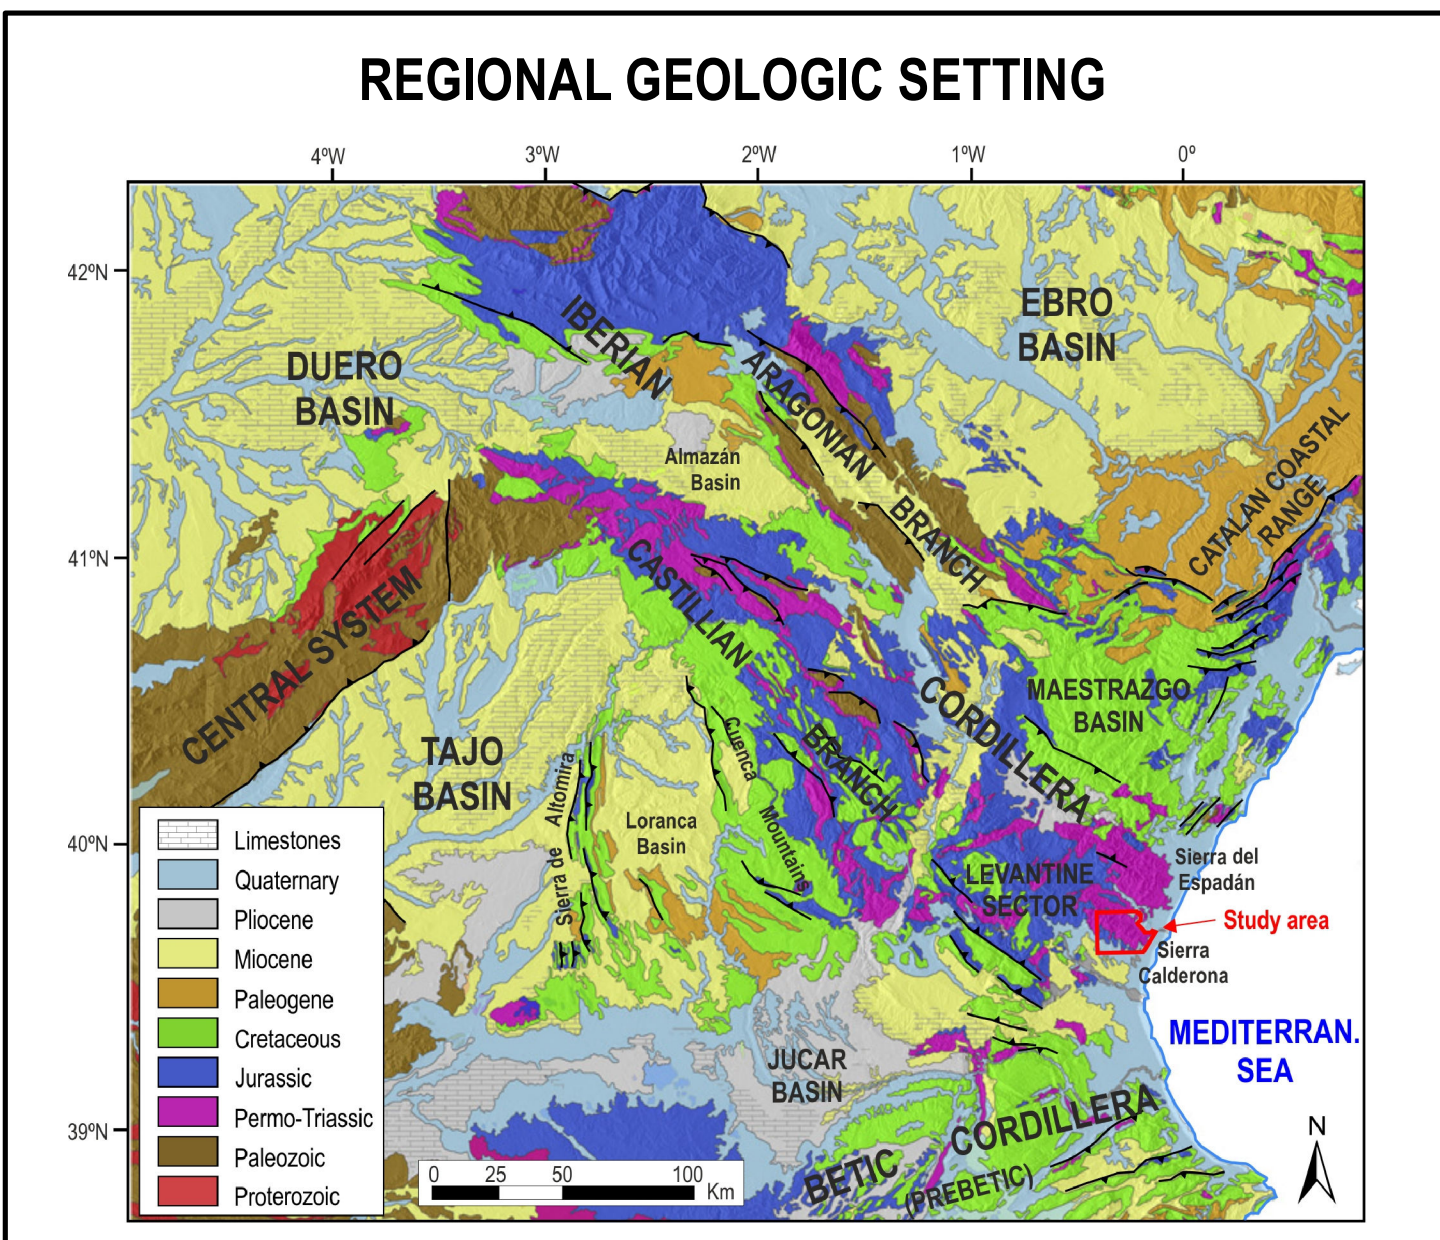 REGIONAL GEOLOGIC SETTING
4ºW
3ºW
2ºW
1ºW
0º
42ºN
41ºN
40ºN
39ºN
EBRO
BASIN
DUERO
BASIN
IBERIAN
ARAGONIAN
BRANCH
Almazán
Basin
CATALAN COASTAL
RANGE
CENTRAL SYSTEM
CASTILLIAN
BRANCH
CORDILLERA
MAESTRAZGO
BASIN
TAJO
BASIN
Sierra de Altomira
Loranca
Basin
Cuenca
Mountains
LEVANTINE
SECTOR
Sierra del
Espadán
Study area
Sierra
Calderona
MEDITERRAN.
SEA
JUCAR
BASIN
BETIC
CORDILLERA
(PREBETIC)
Limestones
Quaternary
Pliocene
Miocene
Paleogene
Cretaceous
Jurassic
Permo-Triassic
Paleozoic
Proterozoic
0 25 50 100
Km
N